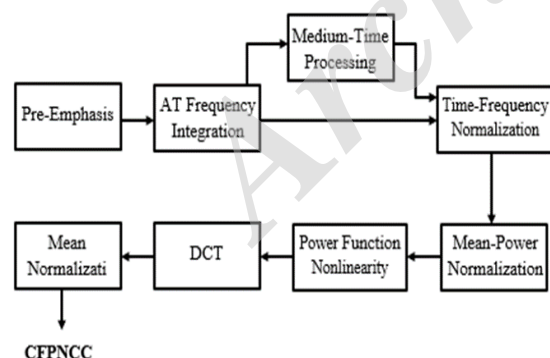 Medium-Time
Processing
Pre-Emphasis
AT Frequency
Integration
Time-Frequency
Normalization
Mean
Normalizati
DCT
Power Function
Nonlinearity
Mean-Power
Normalization
CFPNCC